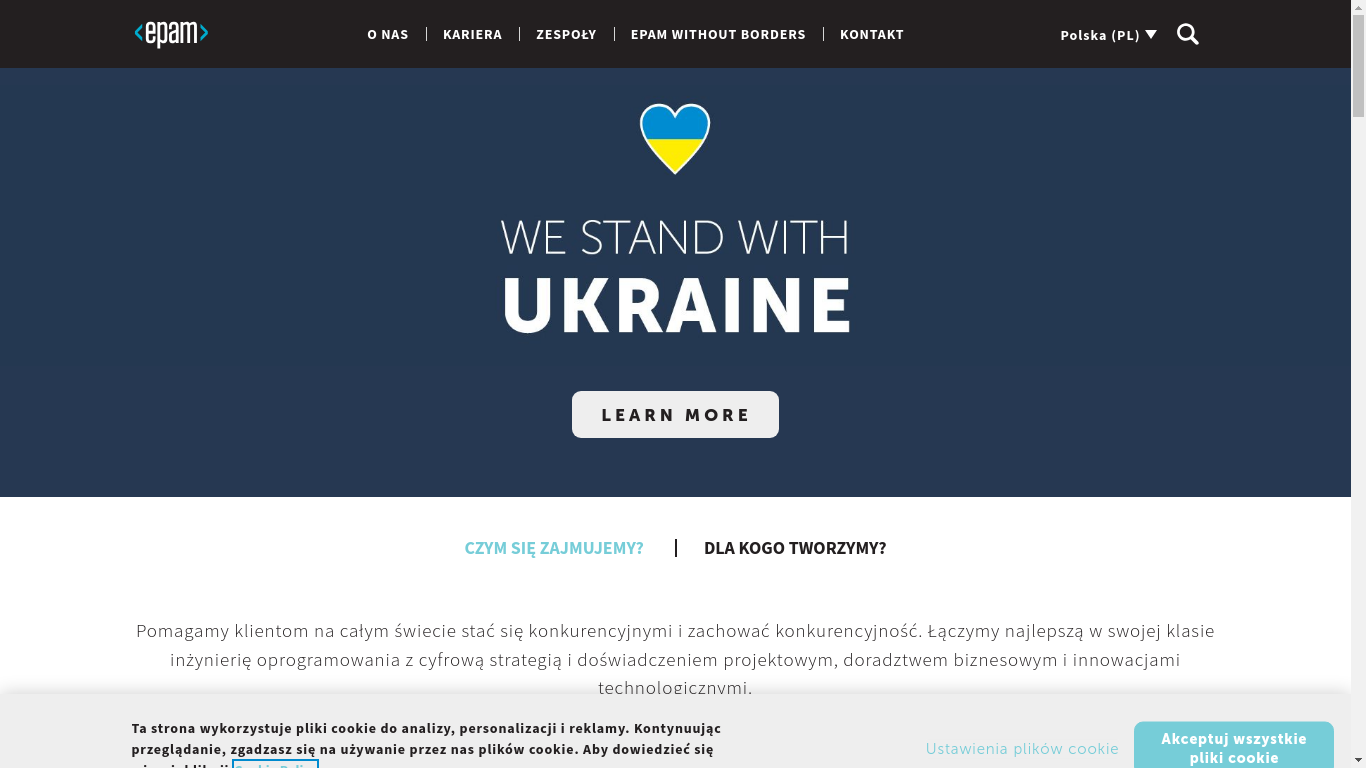 <epam>
O NAS
KARIERA
ZESPOŁY
EPAM WITHOUT BORDERS
KONTAKT
Polska (PL)
WE STAND WITH
UKRAINE
LEARN MORE
CZYM SIĘ ZAJMUJEMY?
DLA KOGO TWORZYMY?
Pomagamy klientom na całym świecie stać się konkurencyjnymi i zachować konkurencyjność. Łączymy najlepszą w swojej klasie
inżynierię oprogramowania z cyfrową strategią i doświadczeniem projektowym, doradztwem biznesowym i innowacjami
technologicznymi.
Ta strona wykorzystuje pliki cookie do analizy, personalizacji i reklamy. Kontynuując
przeglądanie, zgadzasz się na używanie przez nas plików cookie. Aby dowiedzieć się
Ustawienia plików cookie
Akceptuj wszystkie
pliki cookie